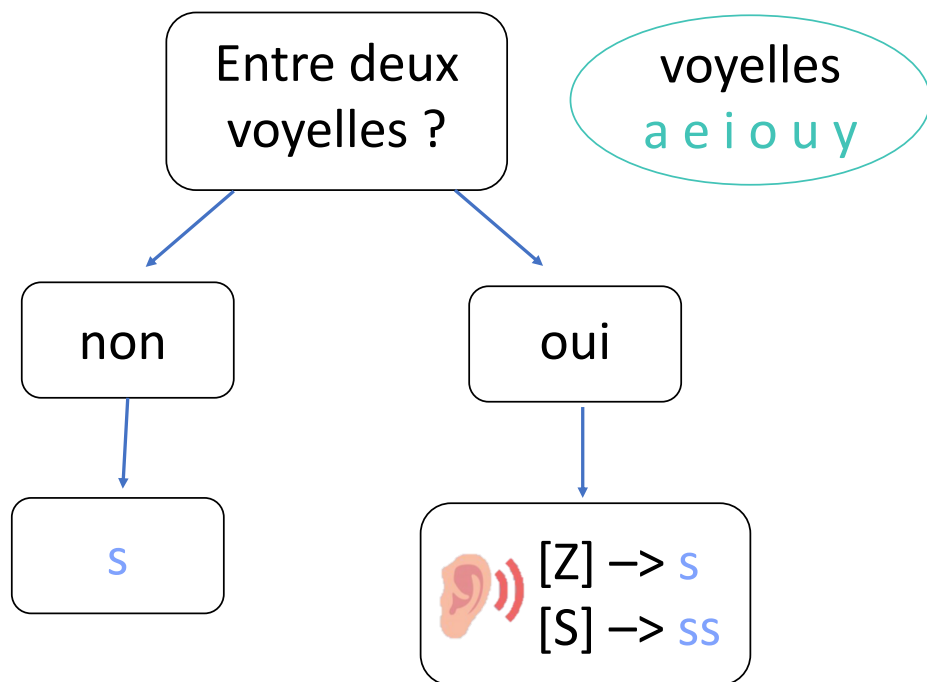 Entre deux
voyelles ?
voyelles
a e i o u y
non
oui
s
[Z] –> s
[S] –> ss